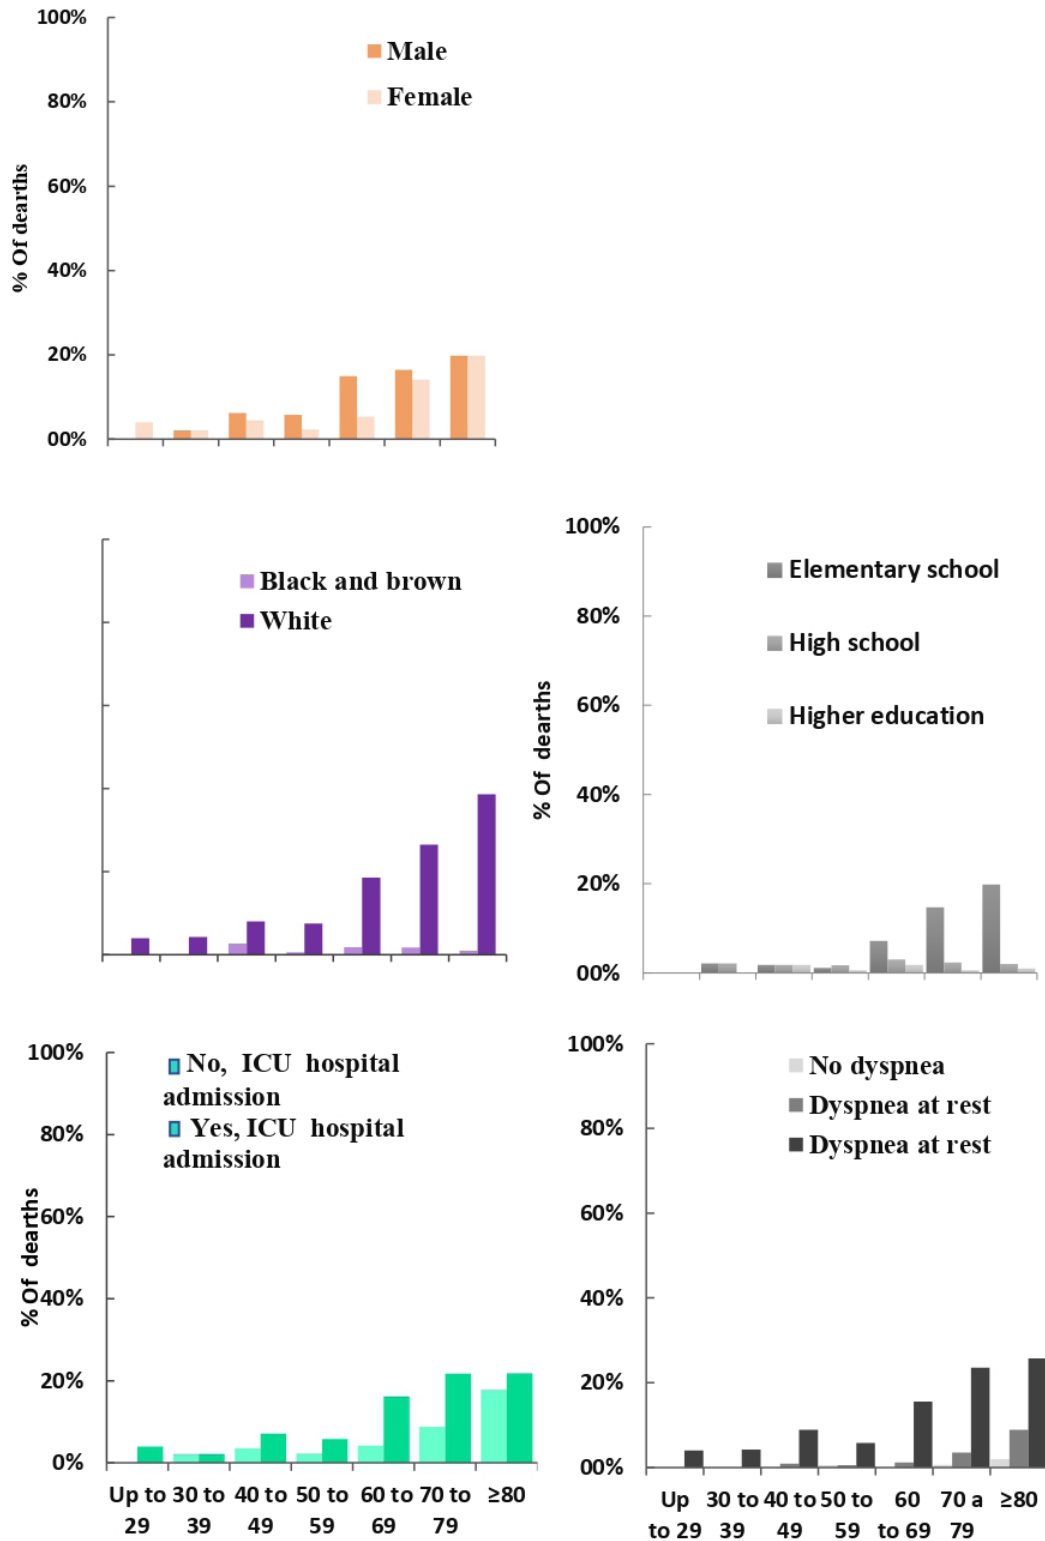 100%
80%
60%
40%
20%
00%
% Of dearths
Male
Female
Black and brown
White
100%
80%
60%
40%
20%
00%
% Of dearths
Elementary school
High school
Higher education
100%
80%
60%
40%
20%
0%
% Of dearths
No, ICU hospital
admission
Yes, ICU hospital
admission
Up to 30 to 40 to 50 to 60 to 70 to ≥80
29 39 49 59 69 79
100%
80%
60%
40%
20%
00%
No dyspnea
Dyspnea at rest
Dyspnea at rest
Up 30 to 40 to 50 to 60 70 a ≥80
to 29 39 49 59 to 69 79